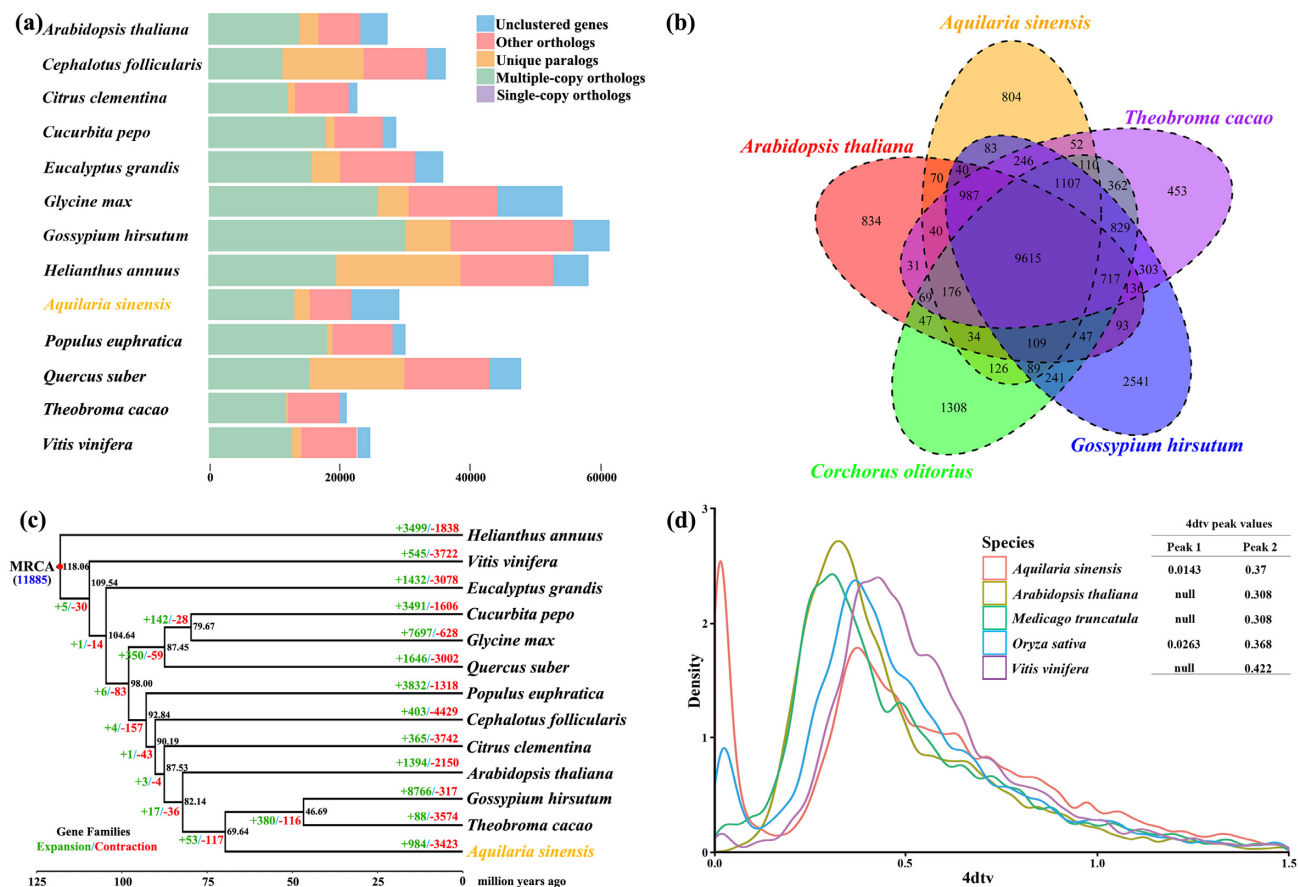 (a)
Arabidopsis thaliana
Cephalotus follicularis
Citrus clementina
Cucurbita pepo
Eucalyptus grandis
Glycine max
Gossypium hirsutum
Helianthus annuus
Aquilaria sinensis
Populus euphratica
Quercus suber
Theobroma cacao
Vitis vinifera
Unclustered genes
Other orthologs
Unique paralogs
Multiple-copy orthologs
Single-copy orthologs
0 20000 40000 60000
(b)
Aquilaria sinensis
Theobroma cacao
Arabidopsis thaliana
Gossypium hirsutum
Corchorus olitorius
804
83 52
246 110
70 40 1107 362 453
987
834 40 829
9615
31 717 303
69 176 136
47 93
34 109 47
126 89 241 2541
1308
(c)
MRCA
(11885)
118.06
+3499/-1838 Helianthus annuus
+545/-3722 Vitis vinifera
109.54
+1432/-3078 Eucalyptus grandis
+5/-30
+142/-28 +3491/-1606 Cucurbita pepo
79.67
104.64 +7697/-628 Glycine max
+1/-14
+350/-59 87.45
+1646/-3002 Quercus suber
98.00
+6/-83 +3832/-1318 Populus euphratica
92.84 +403/-4429 Cephalotus follicularis
+4/-157
90.19 +365/-3742 Citrus clementina
+1/-43
87.53 +1394/-2150 Arabidopsis thaliana
+3/-4
82.14 +8766/-317 Gossypium hirsutum
+17/-36 46.69
+380/-116 +88/-3574 Theobroma cacao
69.64
+53/-117 +984/-3423 Aquilaria sinensis
Gene Families
Expansion/Contraction
125 100 75 50 25 0 million years ago
(d)
Density
3
2
1
0
0.0 0.5 1.0 1.5
4dtv
4dtv peak values
Species Peak 1 Peak 2
Aquilaria sinensis 0.0143 0.37
Arabidopsis thaliana null 0.308
Medicago truncatula null 0.308
Oryza sativa 0.0263 0.368
Vitis vinifera null 0.422